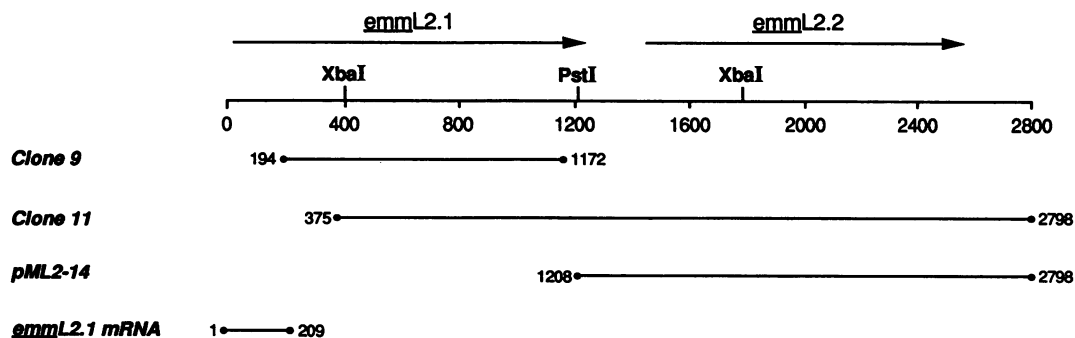 emmL2.1 emmL2.2
XbaI PstI XbaI
0 400 800 1200 1600 2000 2400 2800
Clone 9 194 1172
Clone 11 375 2798
pML2-14 1208 2798
emmL2.1 mRNA 1 209